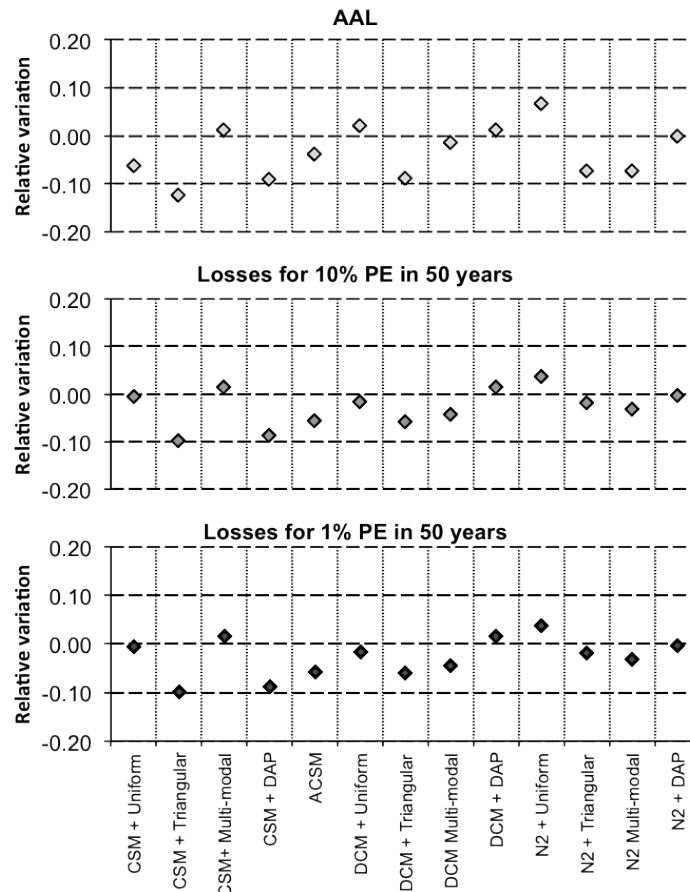 AAL
0.20
0.10
0.00
-0.10
-0.20
Relative variation
Losses for 10% PE in 50 years
0.20
0.10
0.00
-0.10
-0.20
Relative variation
Losses for 1% PE in 50 years
0.20
0.10
0.00
-0.10
-0.20
Relative variation
CSM + Uniform
CSM + Triangular
CSM+ Multi-modal
CSM + DAP
ACSM
DCM + Uniform
DCM + Triangular
DCM Multi-modal
DCM + DAP
N2 + Uniform
N2 + Triangular
N2 Multi-modal
N2 + DAP